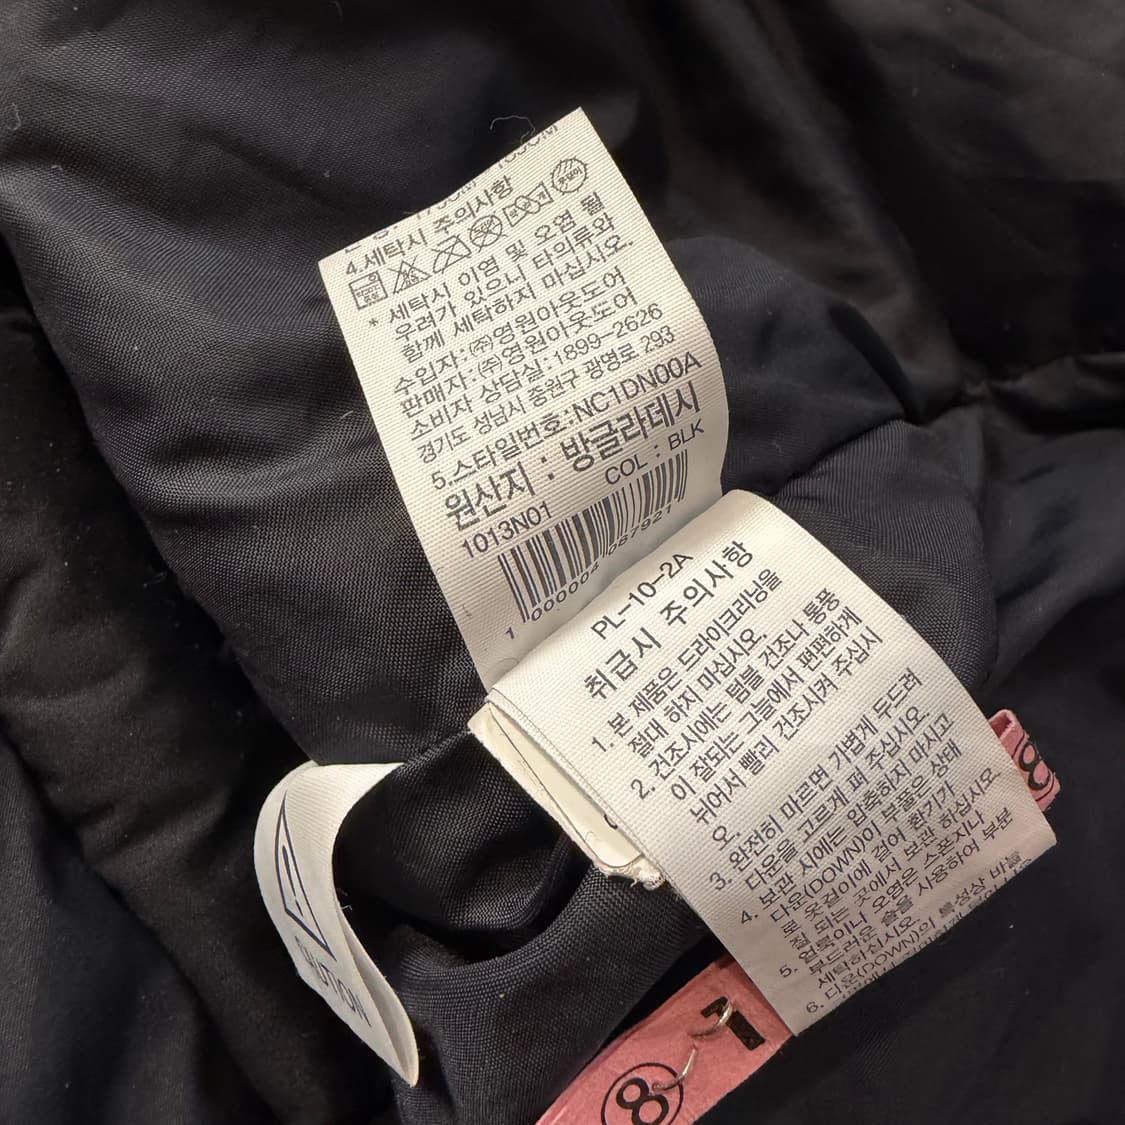 4.세탁시 주의사항
* 세탁시 이염 및 오염 될
우려가 있으니 타의류와
함께 세탁하지 마십시오.
수입자:㈜영원아웃도어
판매자:㈜영원아웃도어
소비자 상담실:1899-2626
경기도 성남시 중원구 광명로 293
5.스타일번호:NC1DN00A
원산지 : 방글라데시
COL : BLK
1013N01
1 000004 087921
PL-10-2A
취급시 주의사항
1. 본 제품은 드라이크리닝을
절대 하지 마십시오.
2. 건조시에는 텀블 건조나 통풍
이 잘되는 그늘에서 편편하게
뉘어서 빨리 건조시켜 주십시
오.
3. 완전히 마르면 가볍게 두드려
다운을 고르게 펴 주십시오.
4. 보관 시에는 압축하지 마시고
다운(DOWN)이 부풀은 상태
로 옷걸이에 걸어 환기가
잘 되는 곳에서 보관 하십시오.
5. 얼룩이나 오염은 스폰지나
부드러운 솔을 사용하여 부분
세탁하십시오.
6. 다운(DOWN)의 특성상 바늘
1
8
8